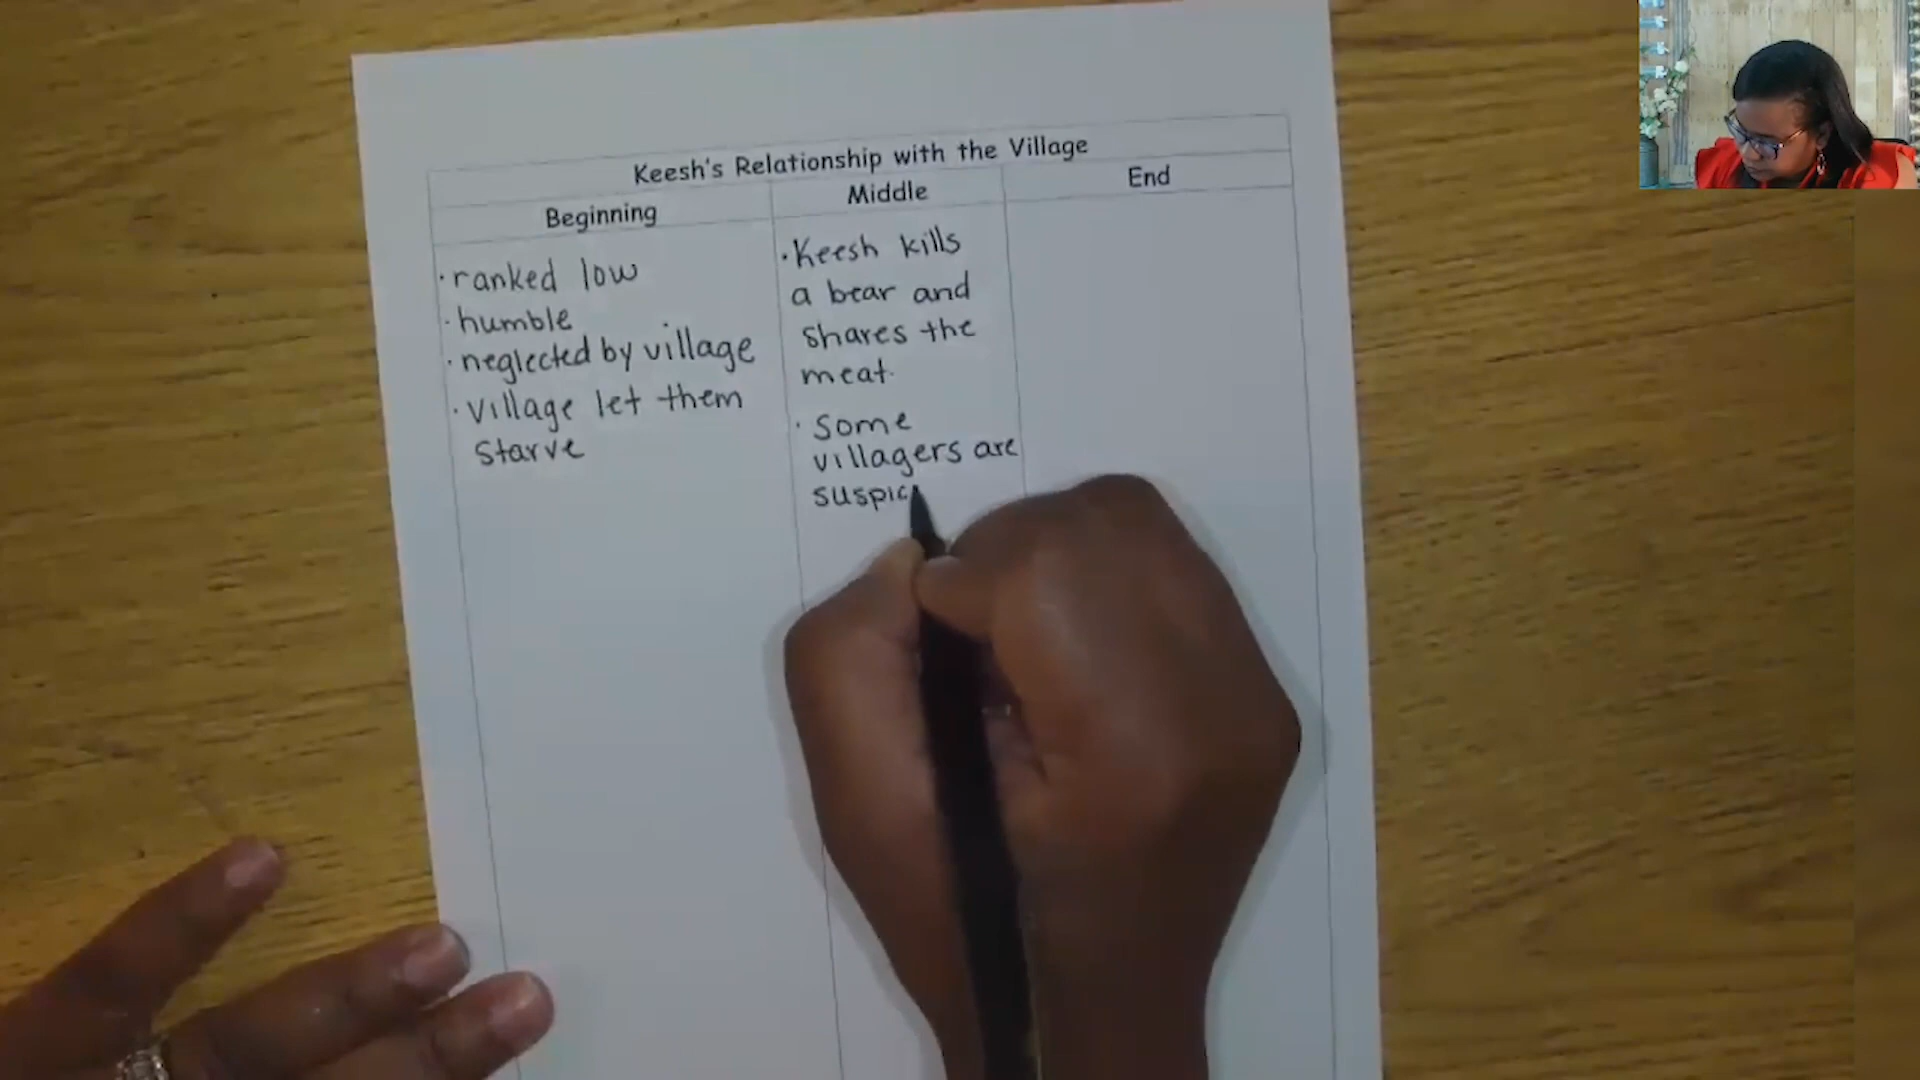 Keesh's Relationship with the Village
Beginning
Middle
End
·ranked low
·humble
·neglected by village
·village let them
starve
·Keesh kills
a bear and
shares the
meat.
·some
villagers are
suspic